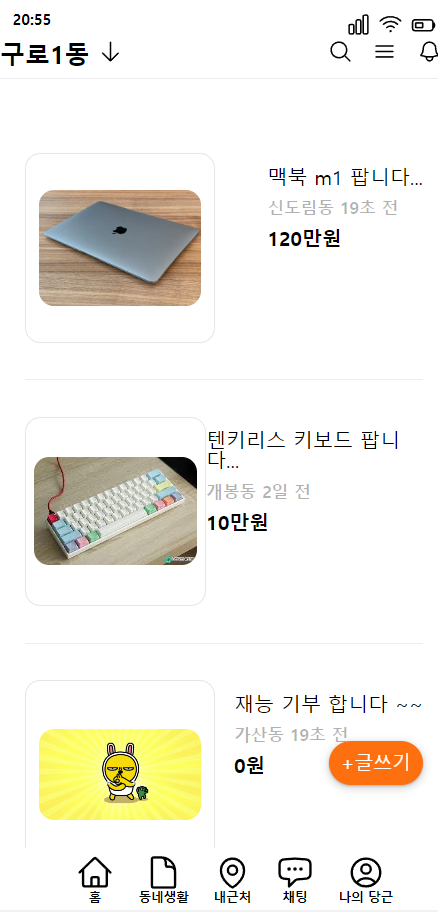 20:55
구로1동
맥북 m1 팝니다...
신도림동 19초 전
120만원
텐키리스 키보드 팝니
다...
개봉동 2일 전
10만원
재능 기부 합니다 ~~
가산동 19초 전
0원
+글쓰기
홈
동네생활
내근처
채팅
나의 당근